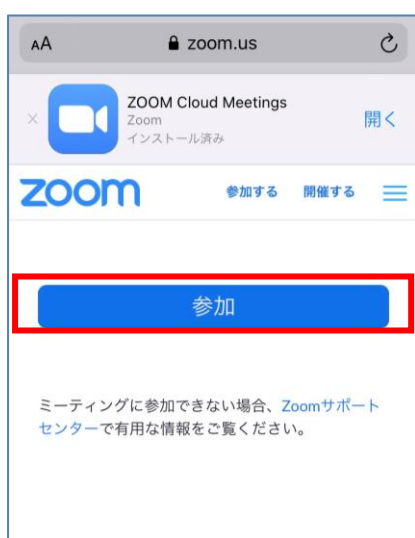 AA zoom.us
ZOOM Cloud Meetings
Zoom
インストール済み
開く
zoom 参加する 開催する
参加
ミーティングに参加できない場合、Zoomサポート
センターで有用な情報をご覧ください。